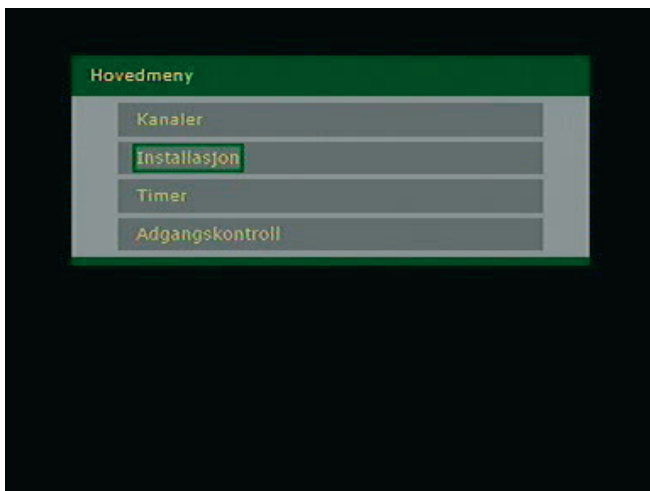 Hovedmeny
Kanaler
Installasjon
Timer
Adgangskontroll